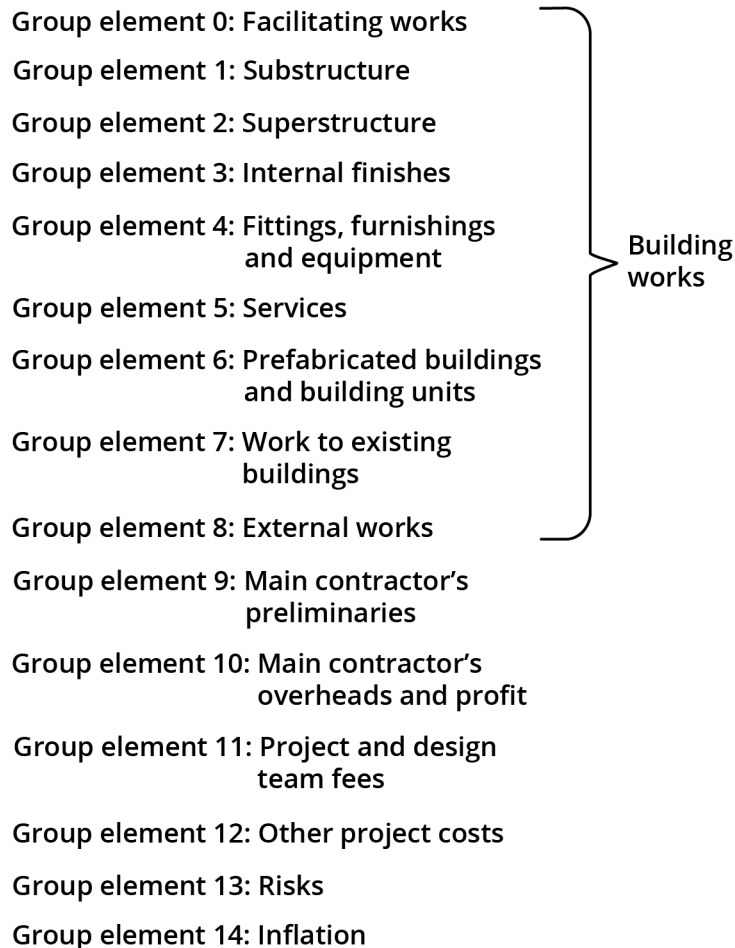 Group element 0: Facilitating works
Group element 1: Substructure
Group element 2: Superstructure
Group element 3: Internal finishes
Group element 4: Fittings, furnishings
and equipment
Group element 5: Services
Group element 6: Prefabricated buildings
and building units
Group element 7: Work to existing
buildings
Group element 8: External works
Building
works
Group element 9: Main contractor’s
preliminaries
Group element 10: Main contractor’s
overheads and profit
Group element 11: Project and design
team fees
Group element 12: Other project costs
Group element 13: Risks
Group element 14: Inflation